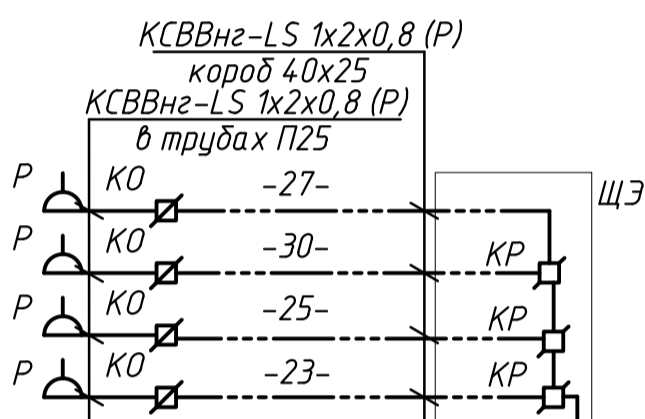 КСВВнг-LS 1х2х0,8 (Р)
короб 40х25
КСВВнг-LS 1х2х0,8 (Р)
в трубах П25
Р КО -27- ЩЭ
Р КО -30- КР
Р КО -25- КР
Р КО -23- КР